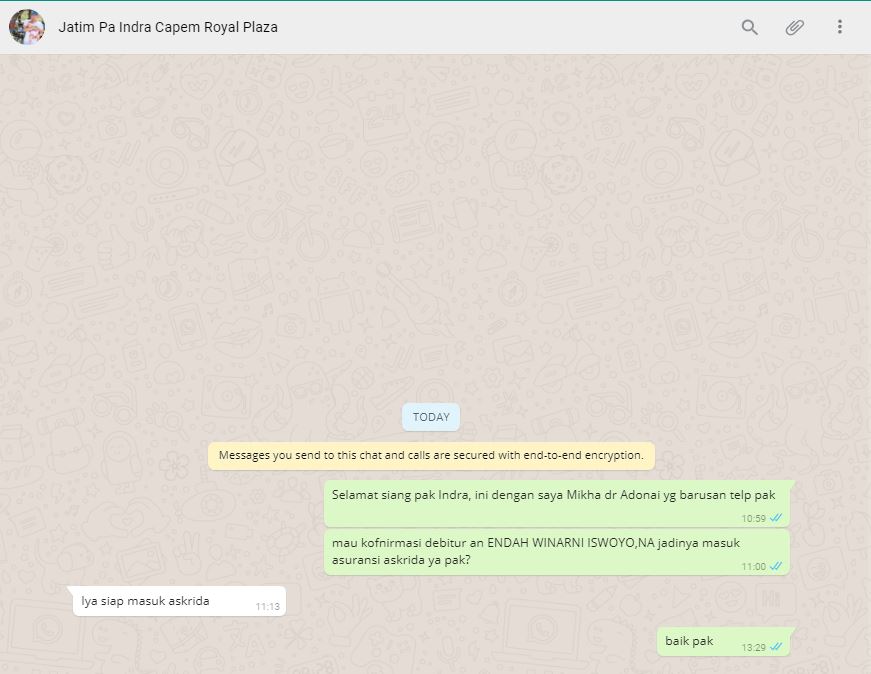 Jatim Pa Indra Capem Royal Plaza
TODAY
Messages you send to this chat and calls are secured with end-to-end encryption.
Selamat siang pak Indra, ini dengan saya Mikha dr Adonai yg barusan telp pak
10:59
mau kofnirmasi debitur an ENDAH WINARNI ISWOYO,NA jadinya masuk
asuransi askrida ya pak?
11:00
Iya siap masuk askrida
11:13
baik pak
13:29